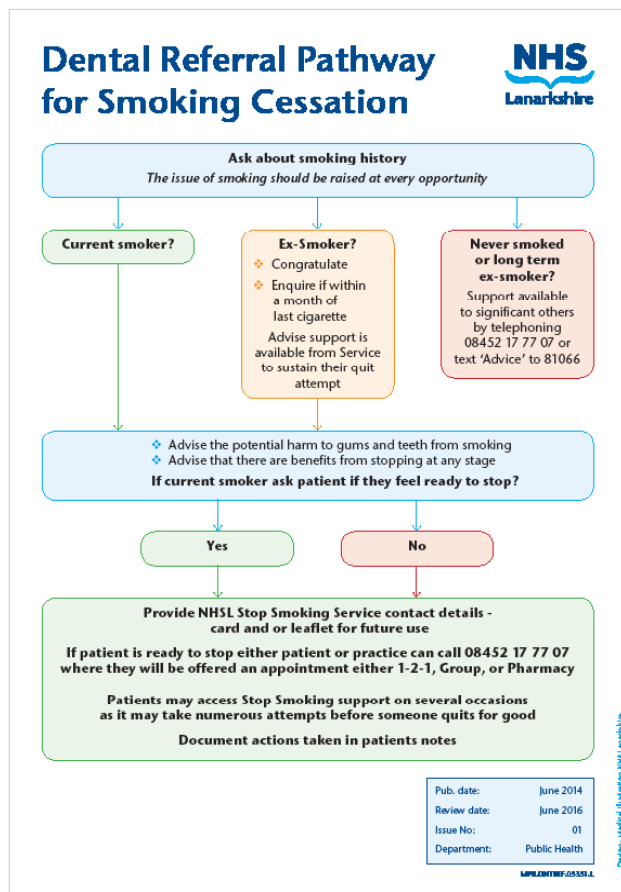 Dental Referral Pathway
for Smoking Cessation
NHS
Lanarkshire
Ask about smoking history
The issue of smoking should be raised at every opportunity
Current smoker?
Ex-Smoker?
❖ Congratulate
❖ Enquire if within
a month of
last cigarette
Advise support is
available from Service
to sustain their quit
attempt
Never smoked
or long term
ex-smoker?
Support available
to significant others
by telephoning
08452 17 77 07 or
text ‘Advice’ to 81066
❖ Advise the potential harm to gums and teeth from smoking
❖ Advise that there are benefits from stopping at any stage
If current smoker ask patient if they feel ready to stop?
Yes
No
Provide NHSL Stop Smoking Service contact details -
card and or leaflet for future use
If patient is ready to stop either patient or practice can call 08452 17 77 07
where they will be offered an appointment either 1-2-1, Group, or Pharmacy
Patients may access Stop Smoking support on several occasions
as it may take numerous attempts before someone quits for good
Document actions taken in patients notes
Pub. date: June 2014
Review date: June 2016
Issue No: 01
Department: Public Health